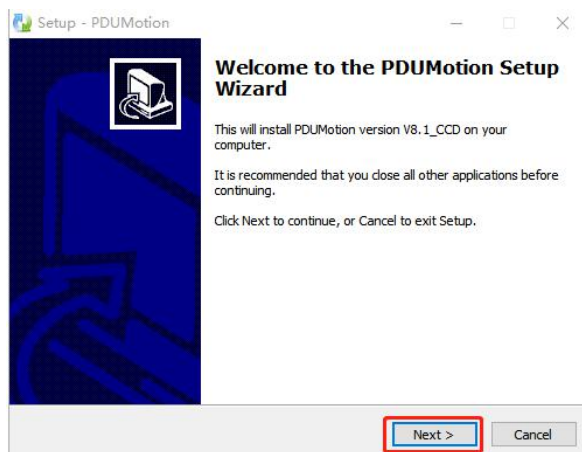 Setup - PDUMotion
Welcome to the PDUMotion Setup
Wizard
This will install PDUMotion version V8.1_CCD on your
computer.
It is recommended that you close all other applications before
continuing.
Click Next to continue, or Cancel to exit Setup.
Next >
Cancel